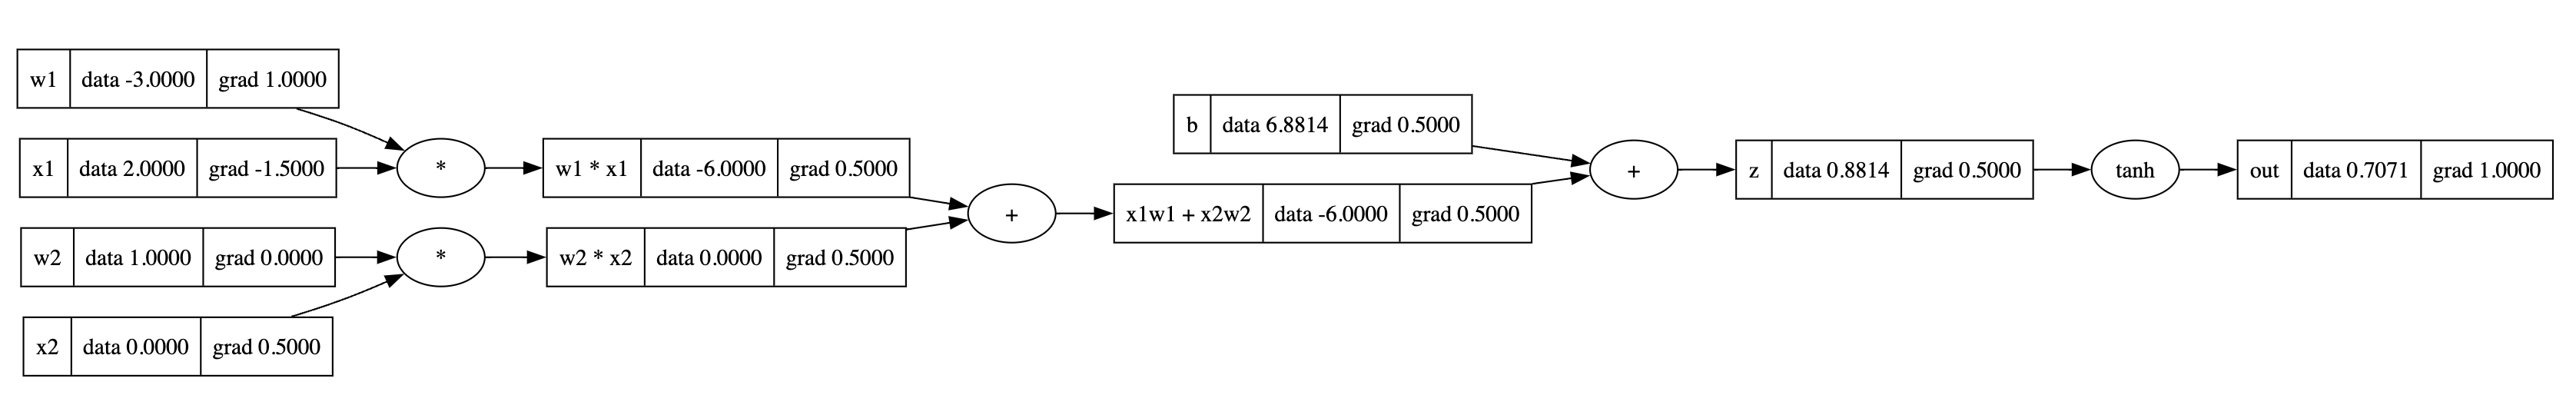 w1 data -3.0000 grad 1.0000
x1 data 2.0000 grad -1.5000
*
w1 * x1 data -6.0000 grad 0.5000
w2 data 1.0000 grad 0.0000
*
w2 * x2 data 0.0000 grad 0.5000
x2 data 0.0000 grad 0.5000
+
b data 6.8814 grad 0.5000
x1w1 + x2w2 data -6.0000 grad 0.5000
+
z data 0.8814 grad 0.5000
tanh
out data 0.7071 grad 1.0000